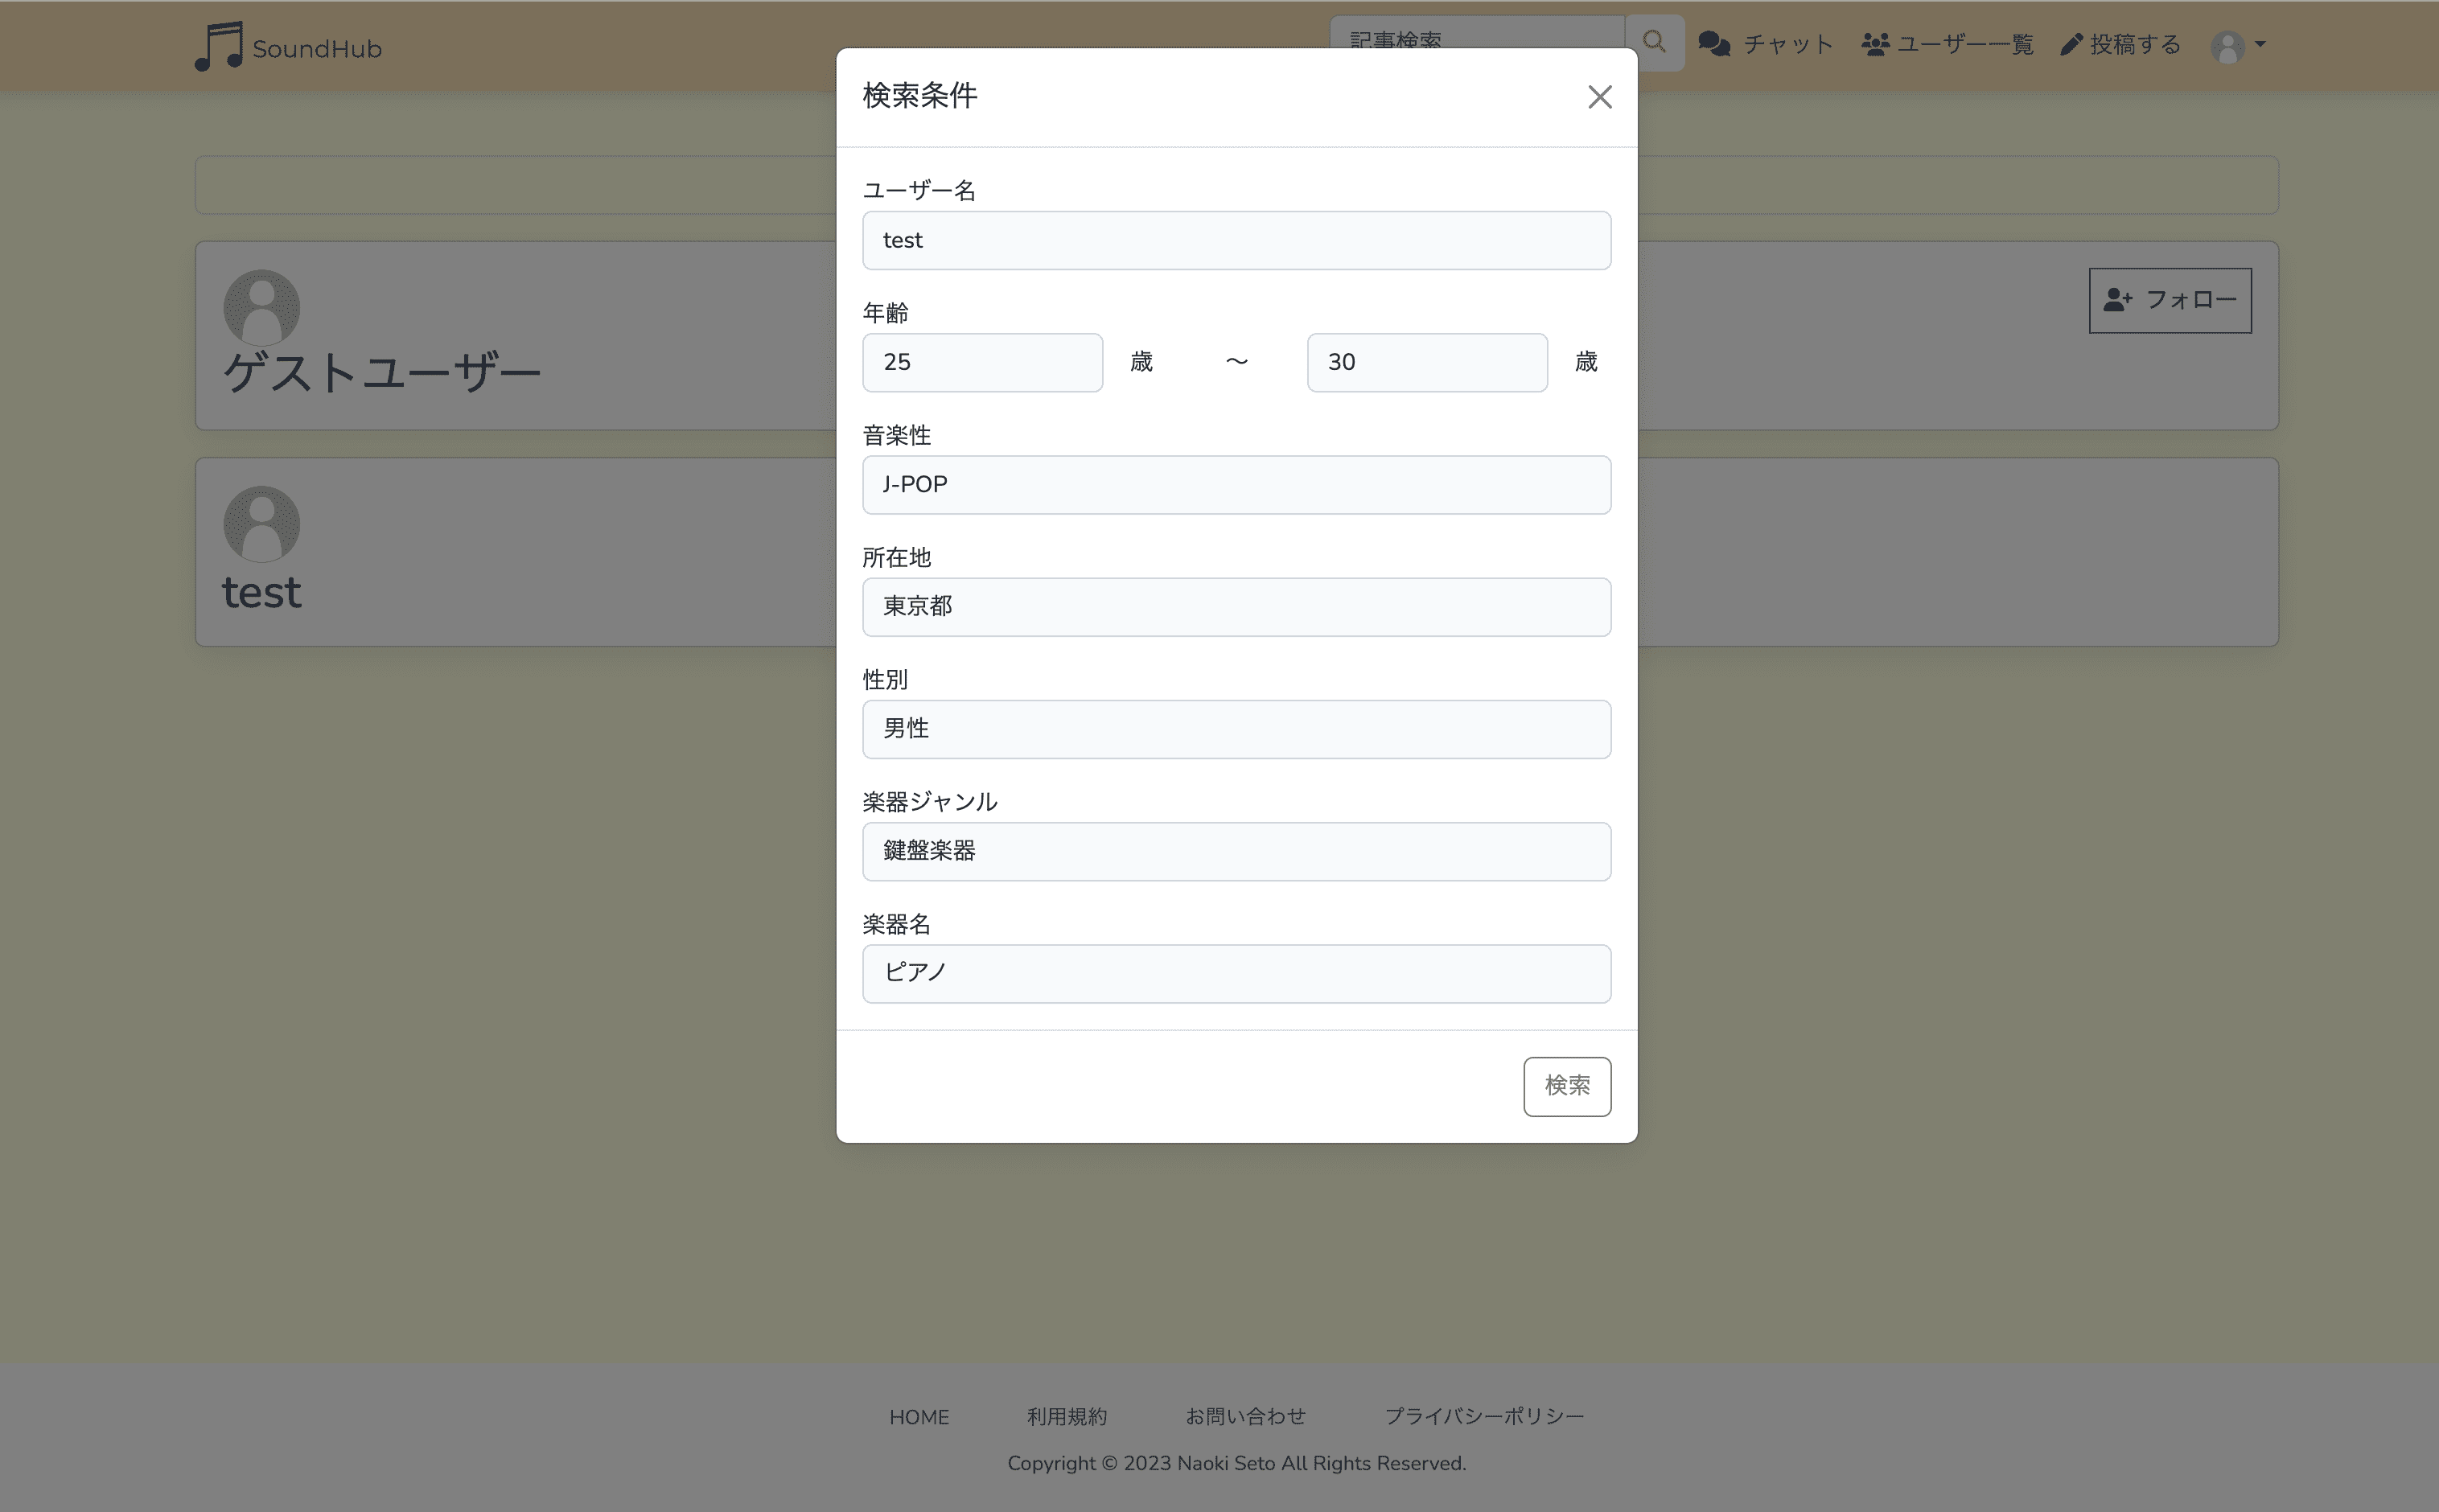 SoundHub
記事検索
チャット
ユーザー一覧
投稿する
検索条件
ユーザー名
test
年齢
25 歳 〜 30 歳
音楽性
J-POP
所在地
東京都
性別
男性
楽器ジャンル
鍵盤楽器
楽器名
ピアノ
検索
ゲストユーザー
フォロー
test
HOME 利用規約 お問い合わせ プライバシーポリシー
Copyright © 2023 Naoki Seto All Rights Reserved.